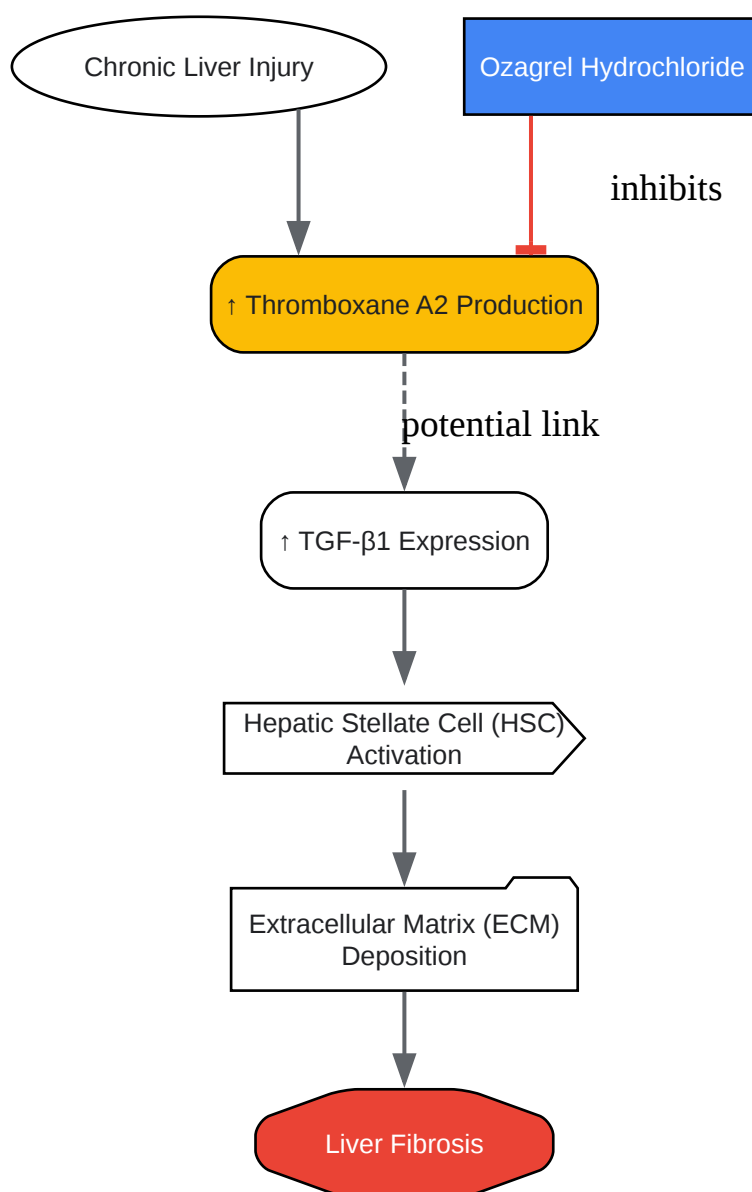 Chronic Liver Injury
Ozagrel Hydrochloride
inhibits
↑ Thromboxane A2 Production
potential link
↑ TGF-β1 Expression
Hepatic Stellate Cell (HSC)
Activation
Extracellular Matrix (ECM)
Deposition
Liver Fibrosis